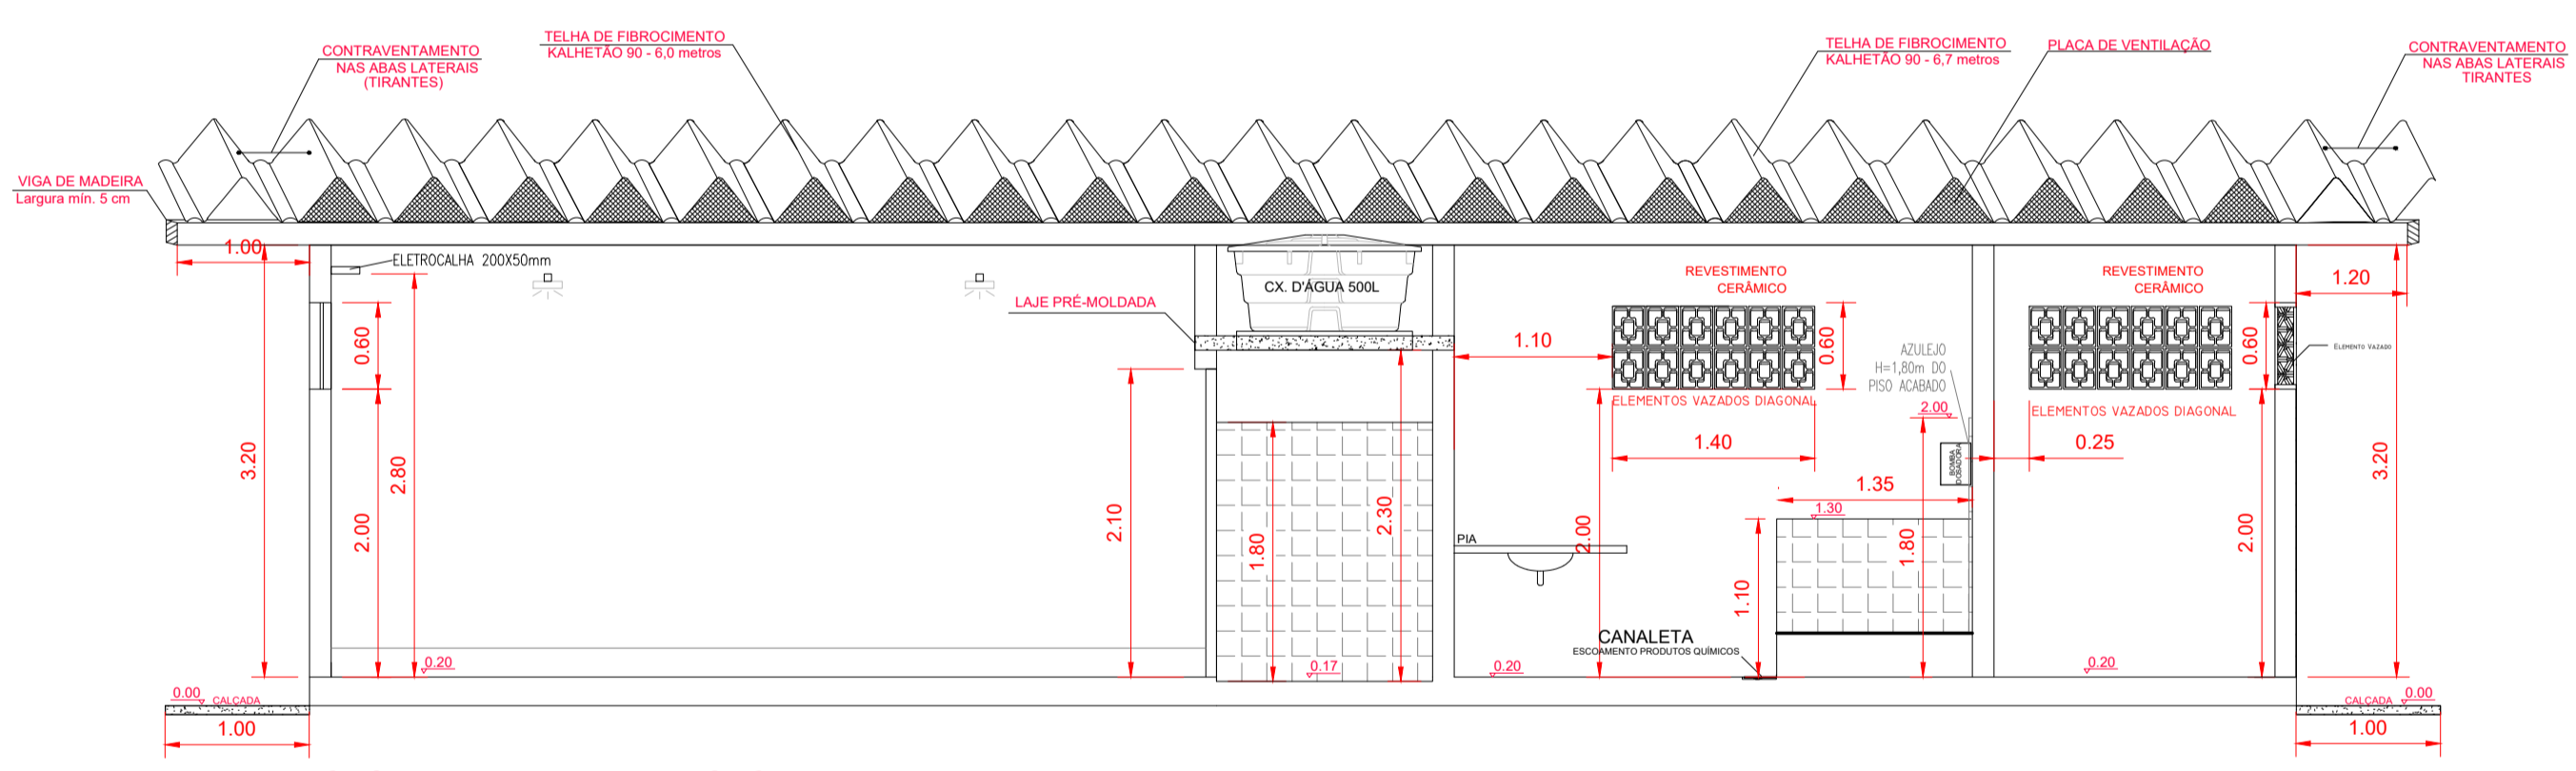 CONTRAVENTAMENTO
NAS ABAS LATERAIS
(TIRANTES)
TELHA DE FIBROCIMENTO
KALHETÃO 90 - 6,0 metros
TELHA DE FIBROCIMENTO
KALHETÃO 90 - 6,7 metros
PLACA DE VENTILAÇÃO
CONTRAVENTAMENTO
NAS ABAS LATERAIS
TIRANTES
VIGA DE MADEIRA
Largura mín. 5 cm
1.00
ELETROCALHA 200X50mm
LAJE PRÉ-MOLDADA
CX. D'ÁGUA 500L
REVESTIMENTO
CERÂMICO
REVESTIMENTO
CERÂMICO
1.20
0.60
1.10
0.60
AZULEJO
H=1,80m DO
PISO ACABADO
0.60
ELEMENTO VAZADO
ELEMENTOS VAZADOS DIAGONAL
ELEMENTOS VAZADOS DIAGONAL
2.00
1.40
0.25
3.20
2.80
2.00
2.10
1.80
2.30
2.00
BOMBA
DOSADORA
1.35
1.30
1.80
1.10
2.00
3.20
PIA
CANALETA
ESCOAMENTO PRODUTOS QUÍMICOS
0.20
0.17
0.20
0.20
0.00
CALÇADA
1.00
CALÇADA
0.00
1.00